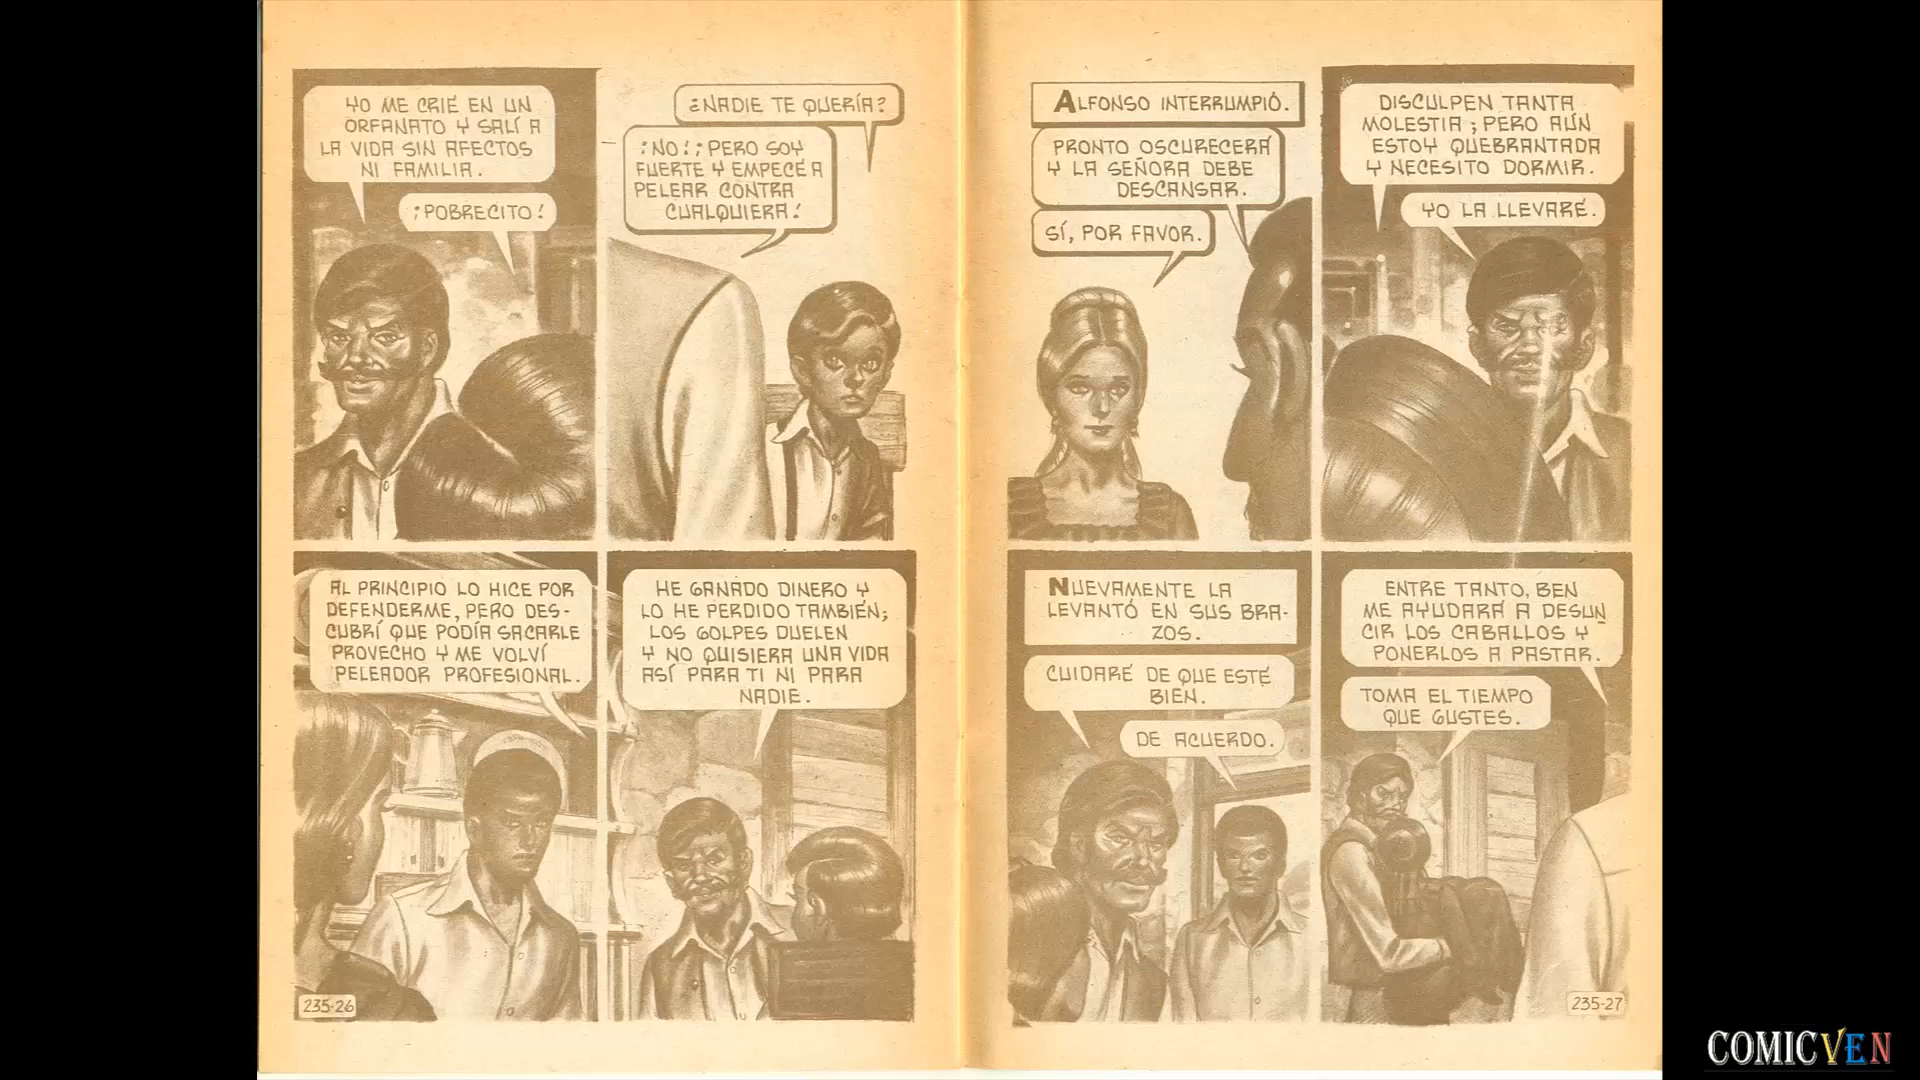 YO ME CRIÉ EN UN
ORFANATO Y SALÍ A
LA VIDA SIN AFECTOS
NI FAMILIA.
¡POBRECITO!
¿NADIE TE QUERÍA?
¡NO!; PERO SOY
FUERTE Y EMPECÉ A
PELEAR CONTRA
CUALQUIERA!
AL PRINCIPIO LO HICE POR
DEFENDERME, PERO DES-
CUBRÍ QUE PODÍA SACARLE
PROVECHO Y ME VOLVÍ
PELEADOR PROFESIONAL.
HE GANADO DINERO Y
LO HE PERDIDO TAMBIÉN;
LOS GOLPES DUELEN
Y NO QUISIERA UNA VIDA
ASÍ PARA TI NI PARA
NADIE.
235-26
ALFONSO INTERRUMPIÓ.
PRONTO OSCURECERÁ
Y LA SEÑORA DEBE
DESCANSAR.
SÍ, POR FAVOR.
DISCULPEN TANTA
MOLESTIA; PERO AÚN
ESTOY QUEBRANTADA
Y NECESITO DORMIR.
YO LA LLEVARÉ.
NUEVAMENTE LA
LEVANTÓ EN SUS BRA-
ZOS.
CUIDARÉ DE QUE ESTÉ
BIEN.
DE ACUERDO.
ENTRE TANTO, BEN
ME AYUDARÁ A DESUN
CIR LOS CABALLOS Y
PONERLOS A PASTAR.
TOMA EL TIEMPO
QUE GUSTES.
235-27
COMICVEN